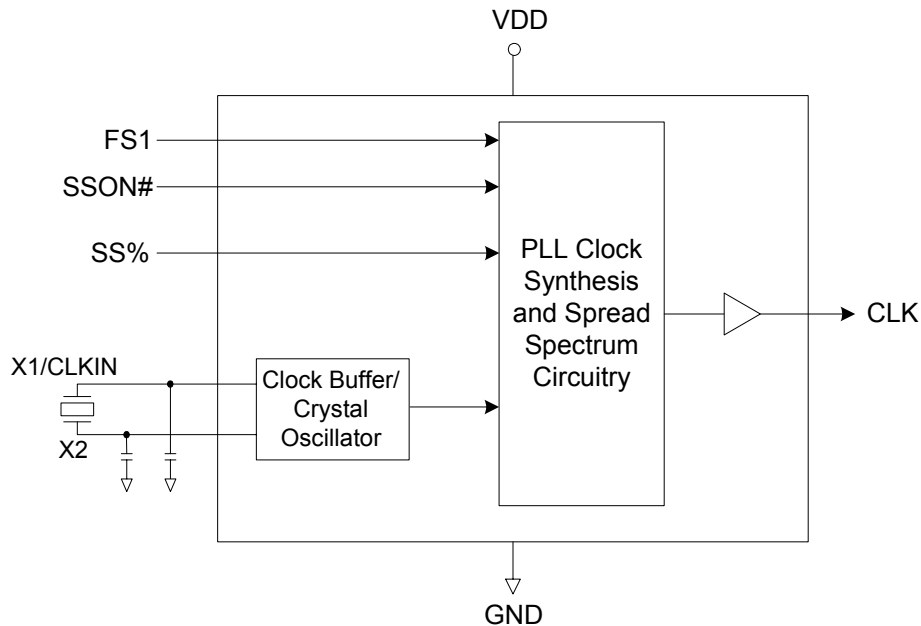 VDD
FS1
SSON#
SS%
PLL Clock
Synthesis
and Spread
Spectrum
Circuitry
CLK
X1/CLKIN
X2
Clock Buffer/
Crystal
Oscillator
GND